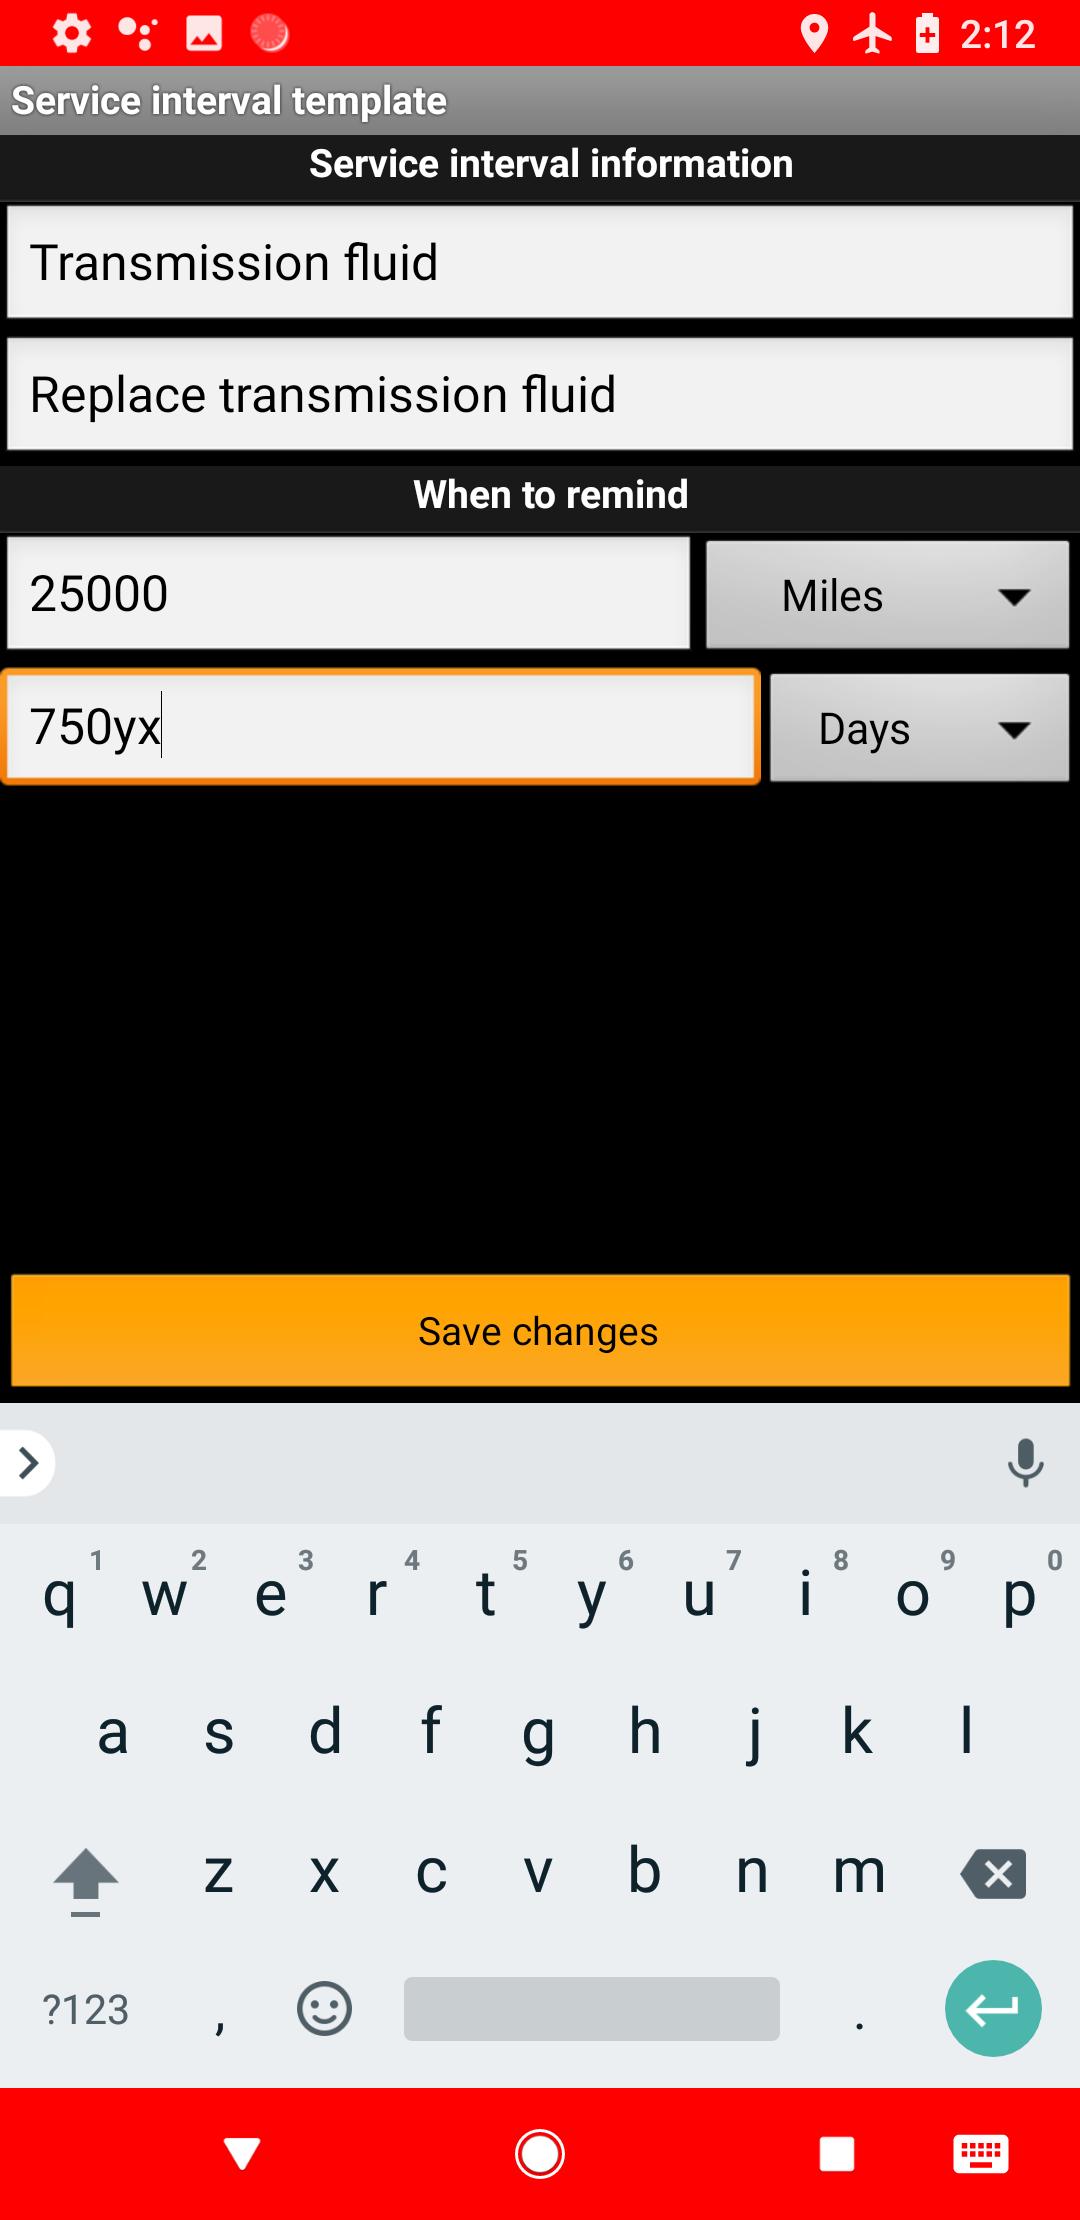 2:12
Service interval template
Service interval information
Transmission fluid
Replace transmission fluid
When to remind
25000 Miles
750yx Days
Save changes
1 2 3 4 5 6 7 8 9 0
q w e r t y u i o p
a s d f g h j k l
z x c v b n m
?123 , .